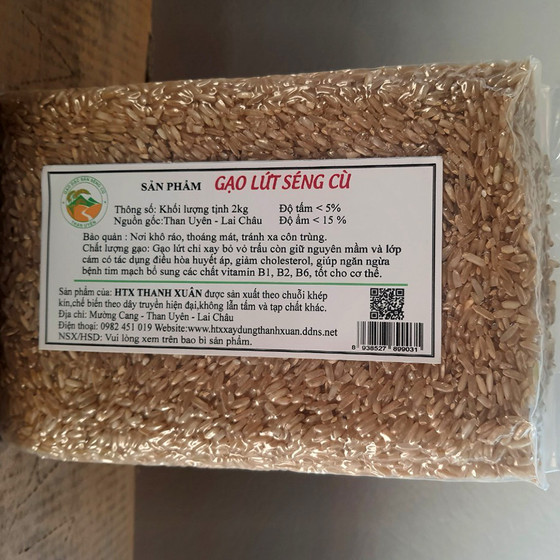 SẢN PHẨM GẠO LỨT SÉNG CÙ
Thông số: Khối lượng tịnh 2kg Độ tấm < 5%
Nguồn gốc:Than Uyên - Lai Châu Độ ẩm < 15 %
Bảo quản : Nơi khô ráo, thoáng mát, tránh xa côn trùng.
Chất lượng gạo: Gạo lứt chỉ xay bỏ vỏ trấu còn giữ nguyên mầm và lớp
cám có tác dụng điều hòa huyết áp, giảm cholesterol, giúp ngăn ngừa
bệnh tim mạch bổ sung các chất vitamin B1, B2, B6, tốt cho cơ thể.
Sản phẩm của: HTX THANH XUÂN được sản xuất theo chuỗi khép
kín,chế biến theo dây truyền hiện đại,không lẫn tấm và tạp chất khác.
Địa chỉ: Mường Cang - Than Uyên - Lai Châu
Điện thoại: 0982 451 019 Website:www.htxxaydungthanhxuan.ddns.net
NSX/HSD: Vui lòng xem trên bao bì sản phẩm.
8 938527 899031